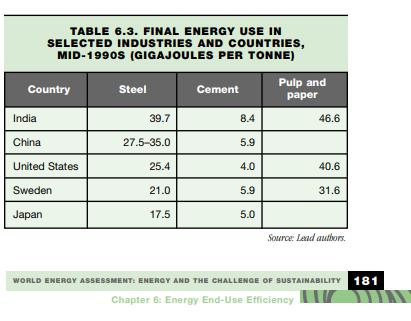 TABLE 6.3. FINAL ENERGY USE IN
SELECTED INDUSTRIES AND COUNTRIES,
MID-1990S (GIGAJOULES PER TONNE)
Country Steel Cement Pulp and paper
India 39.7 8.4 46.6
China 27.5–35.0 5.9
United States 25.4 4.0 40.6
Sweden 21.0 5.9 31.6
Japan 17.5 5.0
Source: Lead authors.
WORLD ENERGY ASSESSMENT: ENERGY AND THE CHALLENGE OF SUSTAINABILITY 181
Chapter 6: Energy End-Use Efficiency